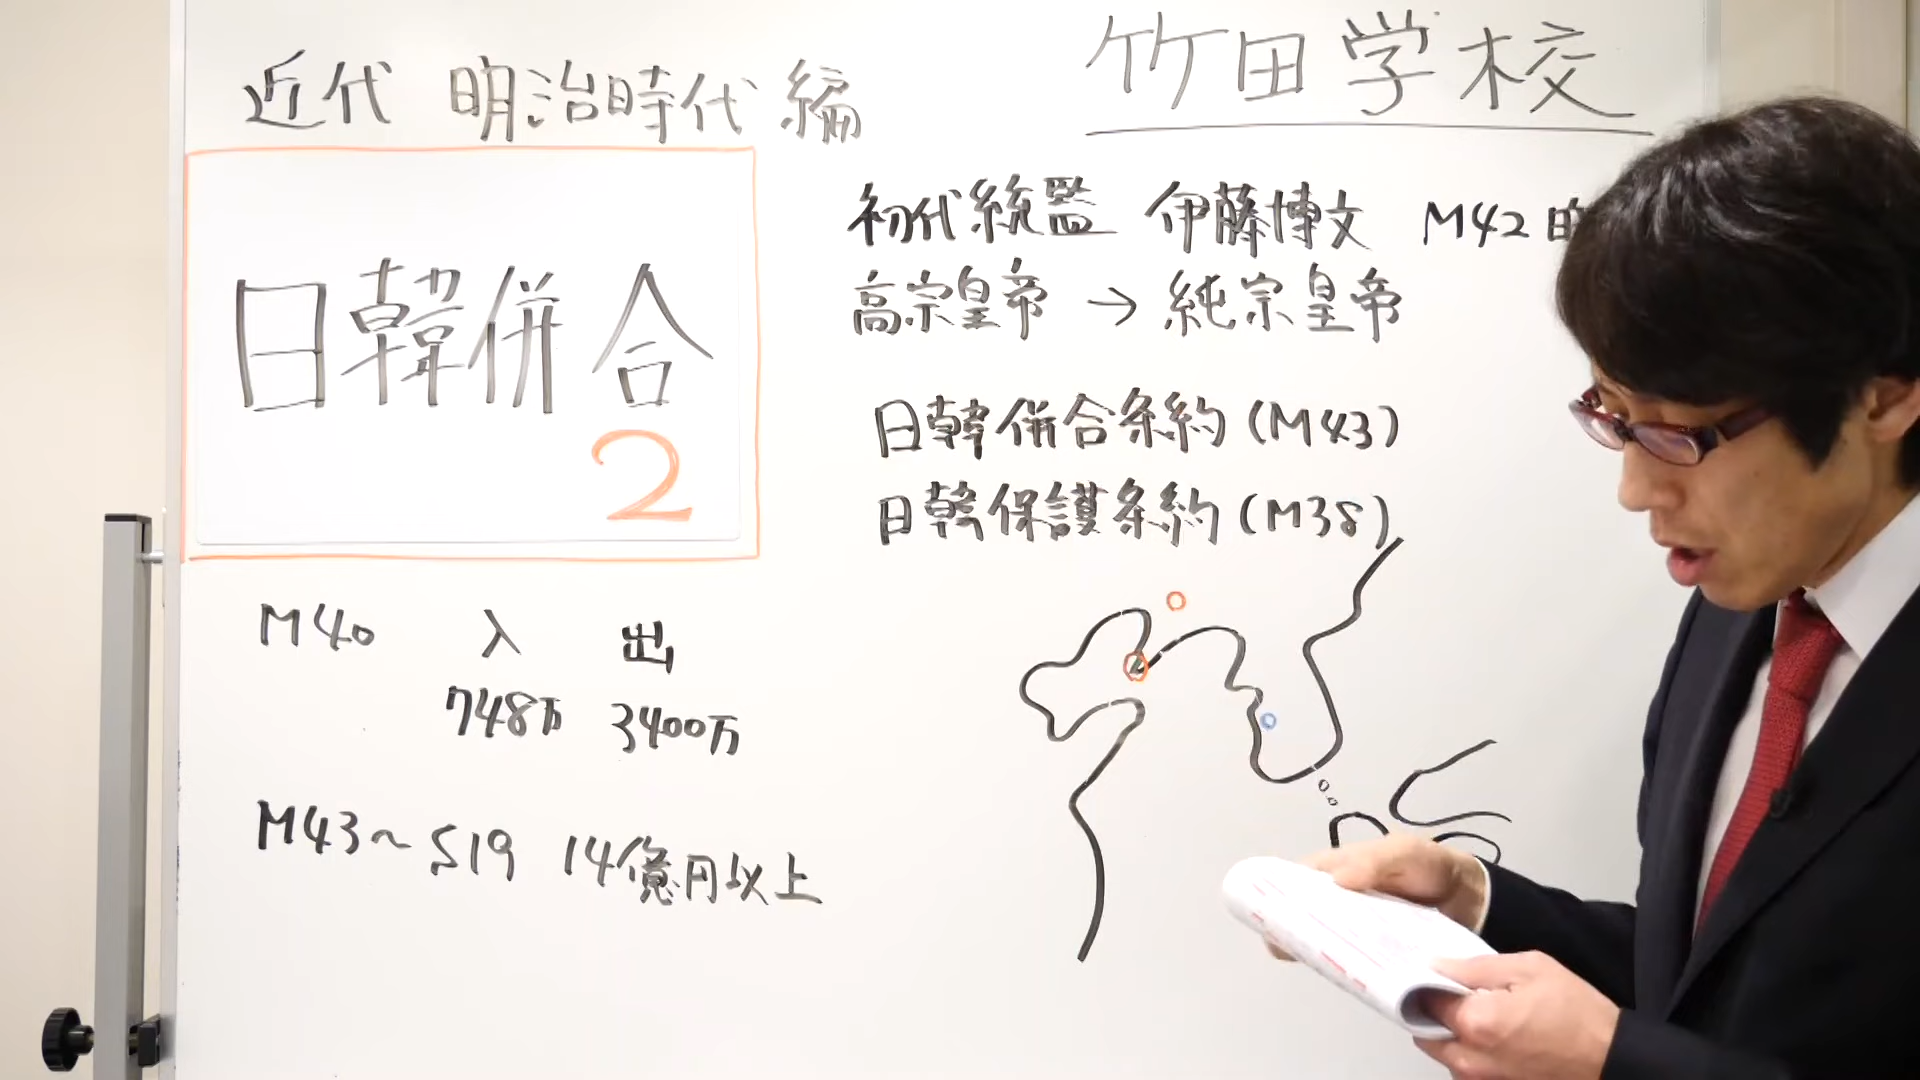 近代 明治時代編
竹田学校
日韓併合
2
初代統監 伊藤博文 M42
高宗皇帝 → 純宗皇帝
日韓併合条約(M43)
日韓保護条約(M38)
M40 入 出
748万 3400万
M43～S19 14億円以上